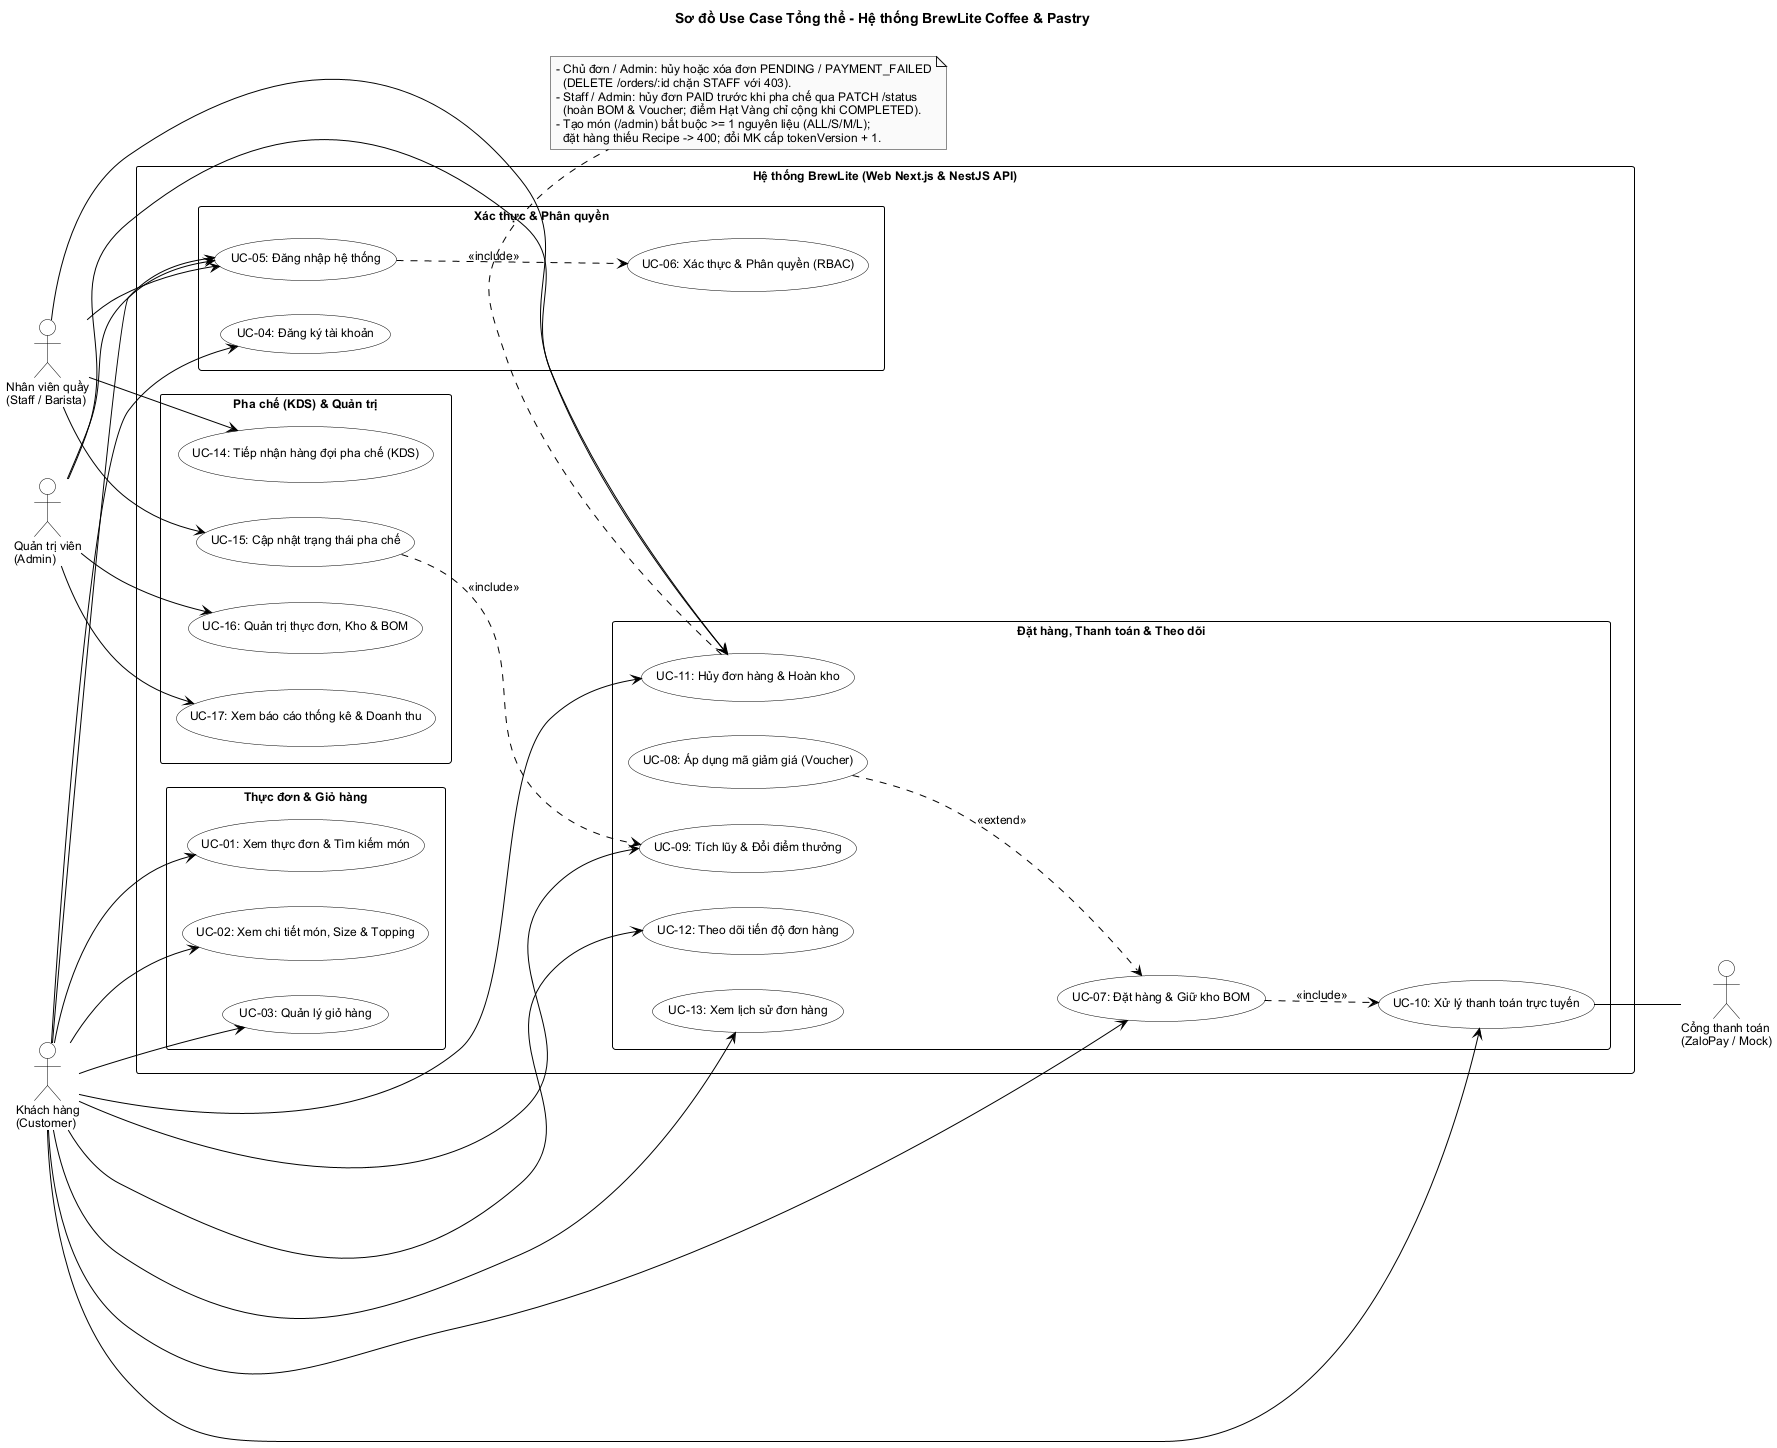 Sơ đồ Use Case Tổng thể - Hệ thống BrewLite Coffee & Pastry
- Chủ đơn / Admin: hủy hoặc xóa đơn PENDING / PAYMENT_FAILED
(DELETE /orders/:id chặn STAFF với 403).
- Staff / Admin: hủy đơn PAID trước khi pha chế qua PATCH /status
(hoàn BOM & Voucher; điểm Hạt Vàng chỉ cộng khi COMPLETED).
- Tạo món (/admin) bắt buộc >= 1 nguyên liệu (ALL/S/M/L);
đặt hàng thiếu Recipe -> 400; đổi MK cấp tokenVersion + 1.
Hệ thống BrewLite (Web Next.js & NestJS API)
Xác thực & Phân quyền
UC-05: Đăng nhập hệ thống
«include»
UC-06: Xác thực & Phân quyền (RBAC)
UC-04: Đăng ký tài khoản
Nhân viên quầy
(Staff / Barista)
Pha chế (KDS) & Quản trị
UC-14: Tiếp nhận hàng đợi pha chế (KDS)
UC-15: Cập nhật trạng thái pha chế
Quản trị viên
(Admin)
«include»
UC-16: Quản trị thực đơn, Kho & BOM
UC-17: Xem báo cáo thống kê & Doanh thu
Đặt hàng, Thanh toán & Theo dõi
UC-11: Hủy đơn hàng & Hoàn kho
UC-08: Áp dụng mã giảm giá (Voucher)
«extend»
UC-09: Tích lũy & Đổi điểm thưởng
UC-12: Theo dõi tiến độ đơn hàng
UC-13: Xem lịch sử đơn hàng
UC-07: Đặt hàng & Giữ kho BOM
«include»
UC-10: Xử lý thanh toán trực tuyến
Cổng thanh toán
(ZaloPay / Mock)
Thực đơn & Giỏ hàng
UC-01: Xem thực đơn & Tìm kiếm món
UC-02: Xem chi tiết món, Size & Topping
UC-03: Quản lý giỏ hàng
Khách hàng
(Customer)